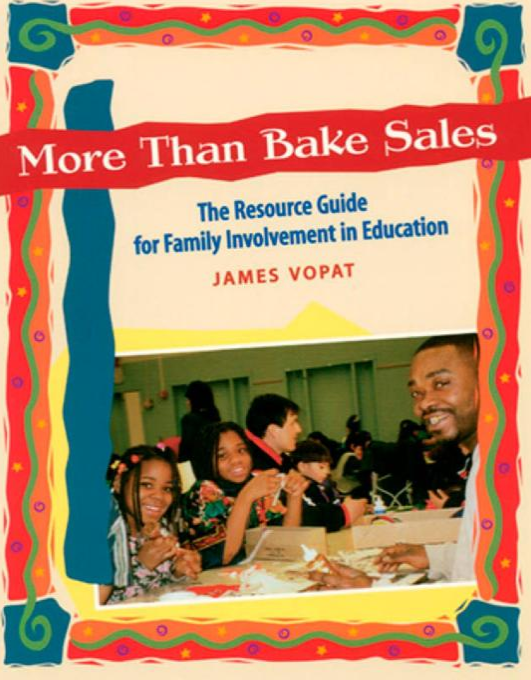 More Than Bake Sales
The Resource Guide
for Family Involvement in Education
JAMES VOPAT